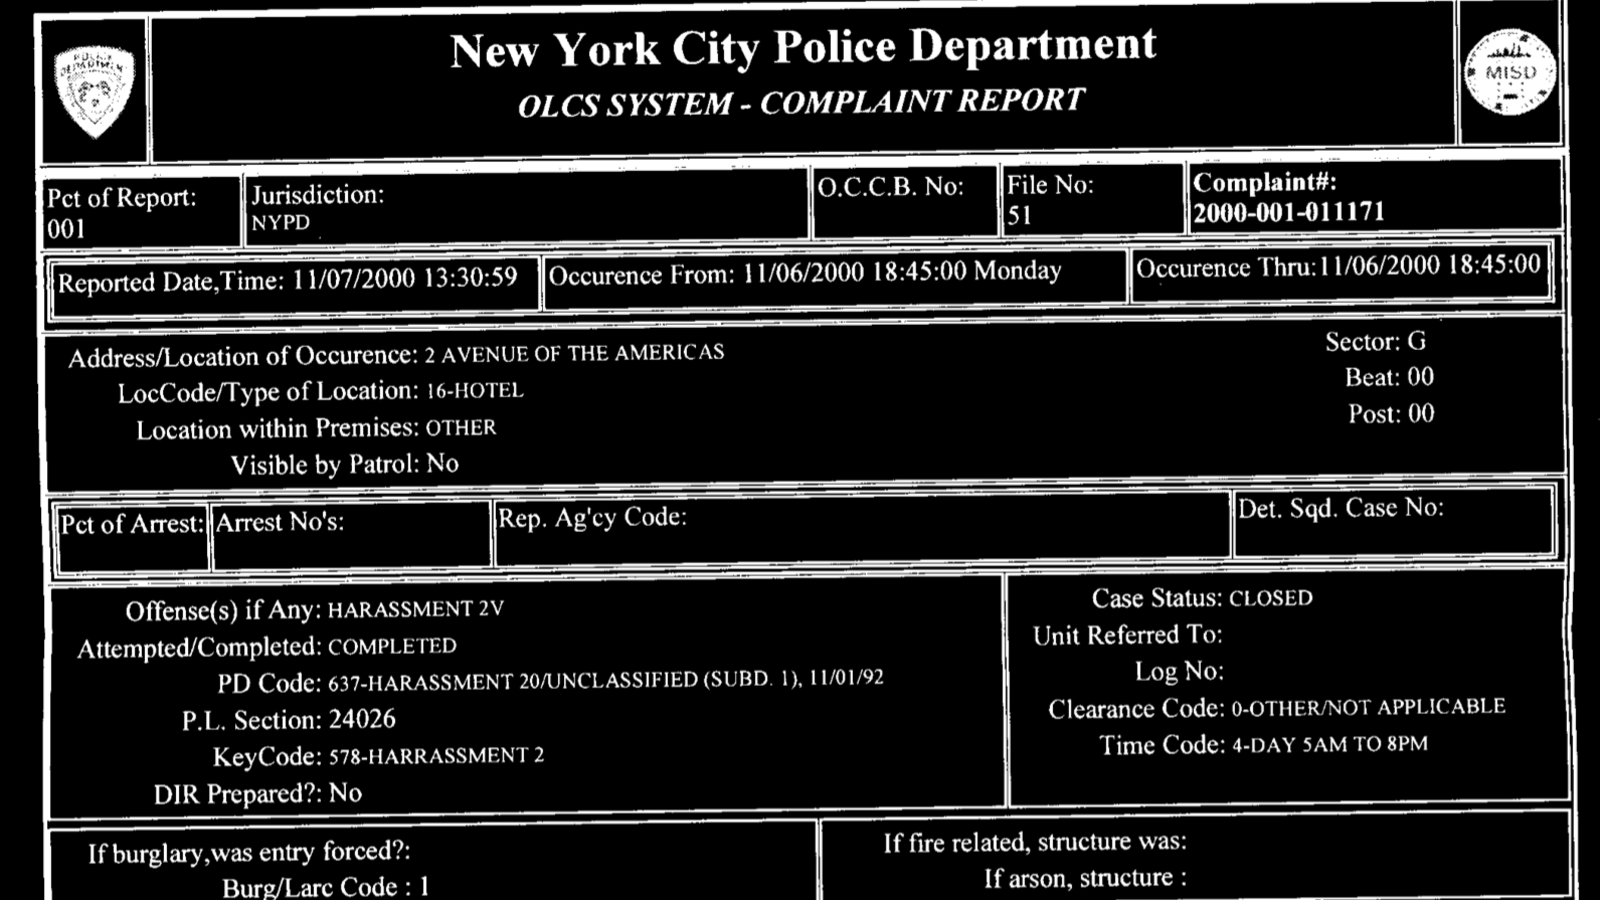 POLICE
DEPARTMENT
New York City Police Department
OLCS SYSTEM - COMPLAINT REPORT
MISD
Pct of Report:
001
Jurisdiction:
NYPD
O.C.C.B. No:
File No:
51
Complaint#:
2000-001-011171
Reported Date,Time: 11/07/2000 13:30:59
Occurence From: 11/06/2000 18:45:00 Monday
Occurence Thru: 11/06/2000 18:45:00
Address/Location of Occurence: 2 AVENUE OF THE AMERICAS
LocCode/Type of Location: 16-HOTEL
Location within Premises: OTHER
Visible by Patrol: No
Sector: G
Beat: 00
Post: 00
Pct of Arrest:
Arrest No's:
Rep. Ag'cy Code:
Det. Sqd. Case No:
Offense(s) if Any: HARASSMENT 2V
Attempted/Completed: COMPLETED
PD Code: 637-HARASSMENT 20/UNCLASSIFIED (SUBD. 1), 11/01/92
P.L. Section: 24026
KeyCode: 578-HARRASSMENT 2
DIR Prepared?: No
Case Status: CLOSED
Unit Referred To:
Log No:
Clearance Code: 0-OTHER/NOT APPLICABLE
Time Code: 4-DAY 5AM TO 8PM
If burglary,was entry forced?:
Burg/Larc Code : 1
If fire related, structure was:
If arson, structure :